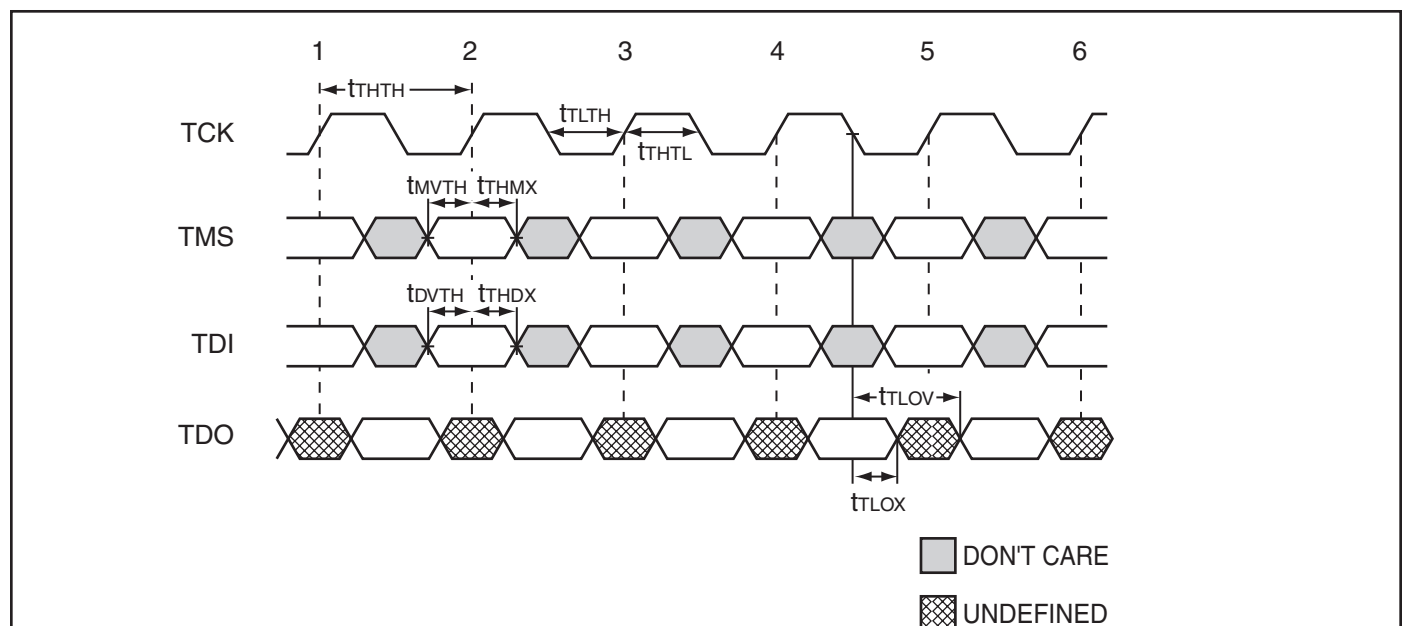 1 2 3 4 5 6
tTHTH
TCK
tTLTH
tTHTL
tMVTH tTHMX
TMS
tDVTH tTHDX
TDI
tTLOV
TDO
tTLOX
DON'T CARE
UNDEFINED